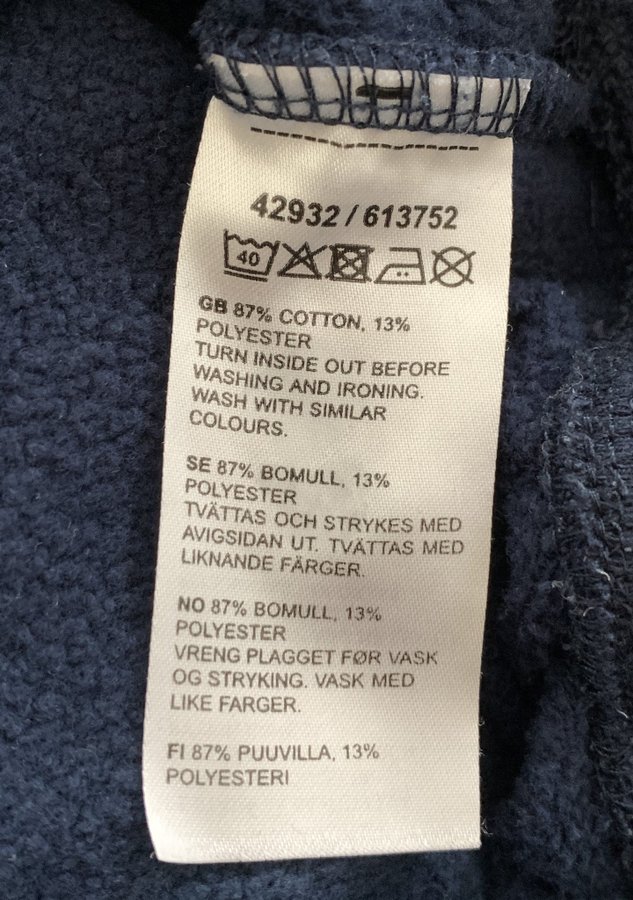 42932 / 613752
40
GB 87% COTTON, 13%
POLYESTER
TURN INSIDE OUT BEFORE
WASHING AND IRONING.
WASH WITH SIMILAR
COLOURS.
SE 87% BOMULL, 13%
POLYESTER
TVÄTTAS OCH STRYKES MED
AVIGSIDAN UT. TVÄTTAS MED
LIKNANDE FÄRGER.
NO 87% BOMULL, 13%
POLYESTER
VRENG PLAGGET FØR VASK
OG STRYKING. VASK MED
LIKE FARGER.
FI 87% PUUVILLA, 13%
POLYESTERI